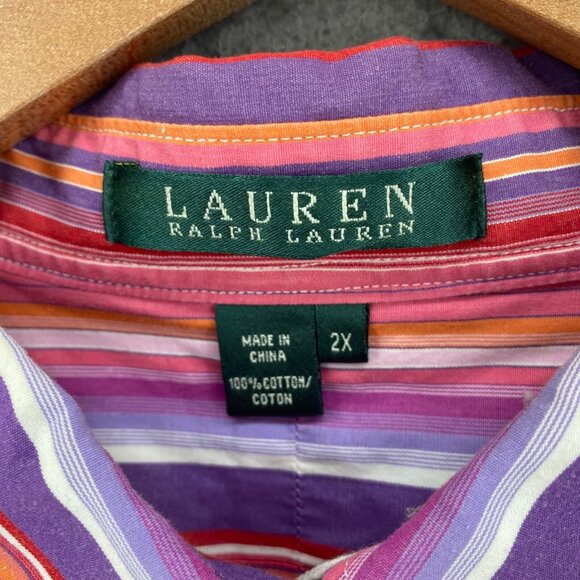 LAUREN
RALPH LAUREN
MADE IN
CHINA
100% COTTON/
COTON
2X